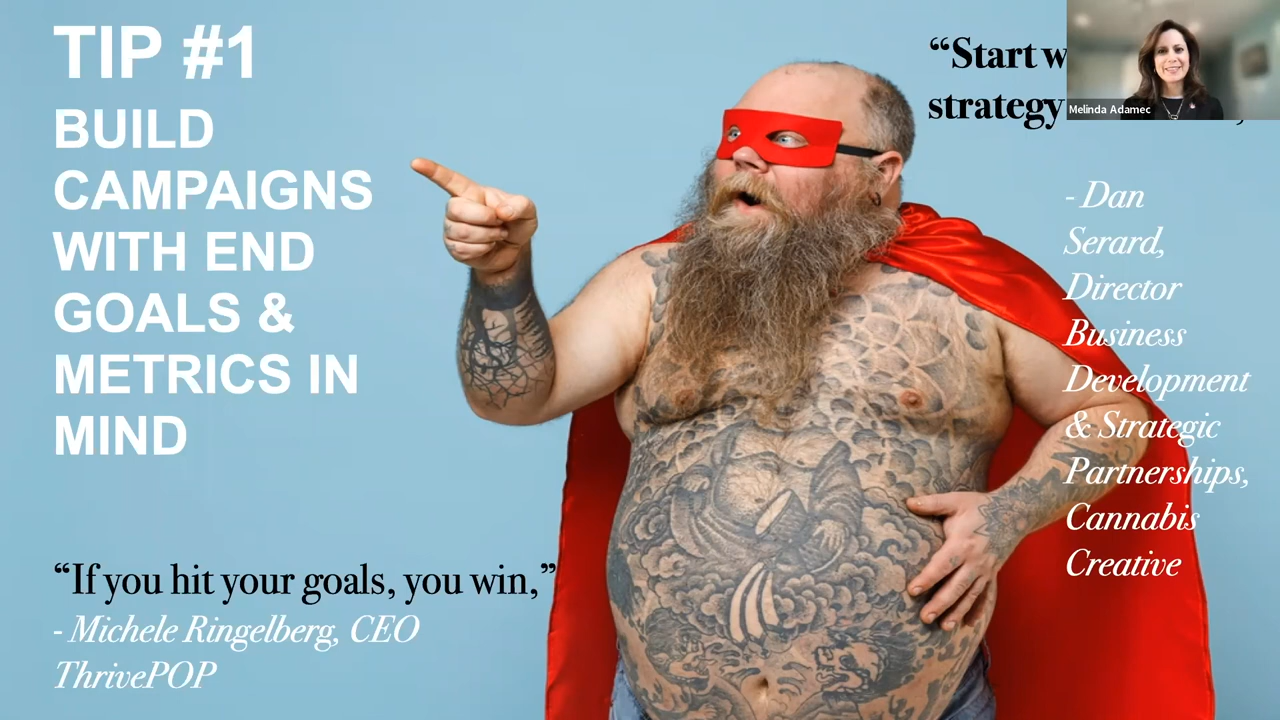 TIP #1
BUILD
CAMPAIGNS
WITH END
GOALS &
METRICS IN
MIND
“If you hit your goals, you win,”
- Michele Ringelberg, CEO
ThrivePOP
“Start
strategy
- Dan
Serard,
Director
Business
Development
& Strategic
Partnerships,
Cannabis
Creative
Melinda Adamec